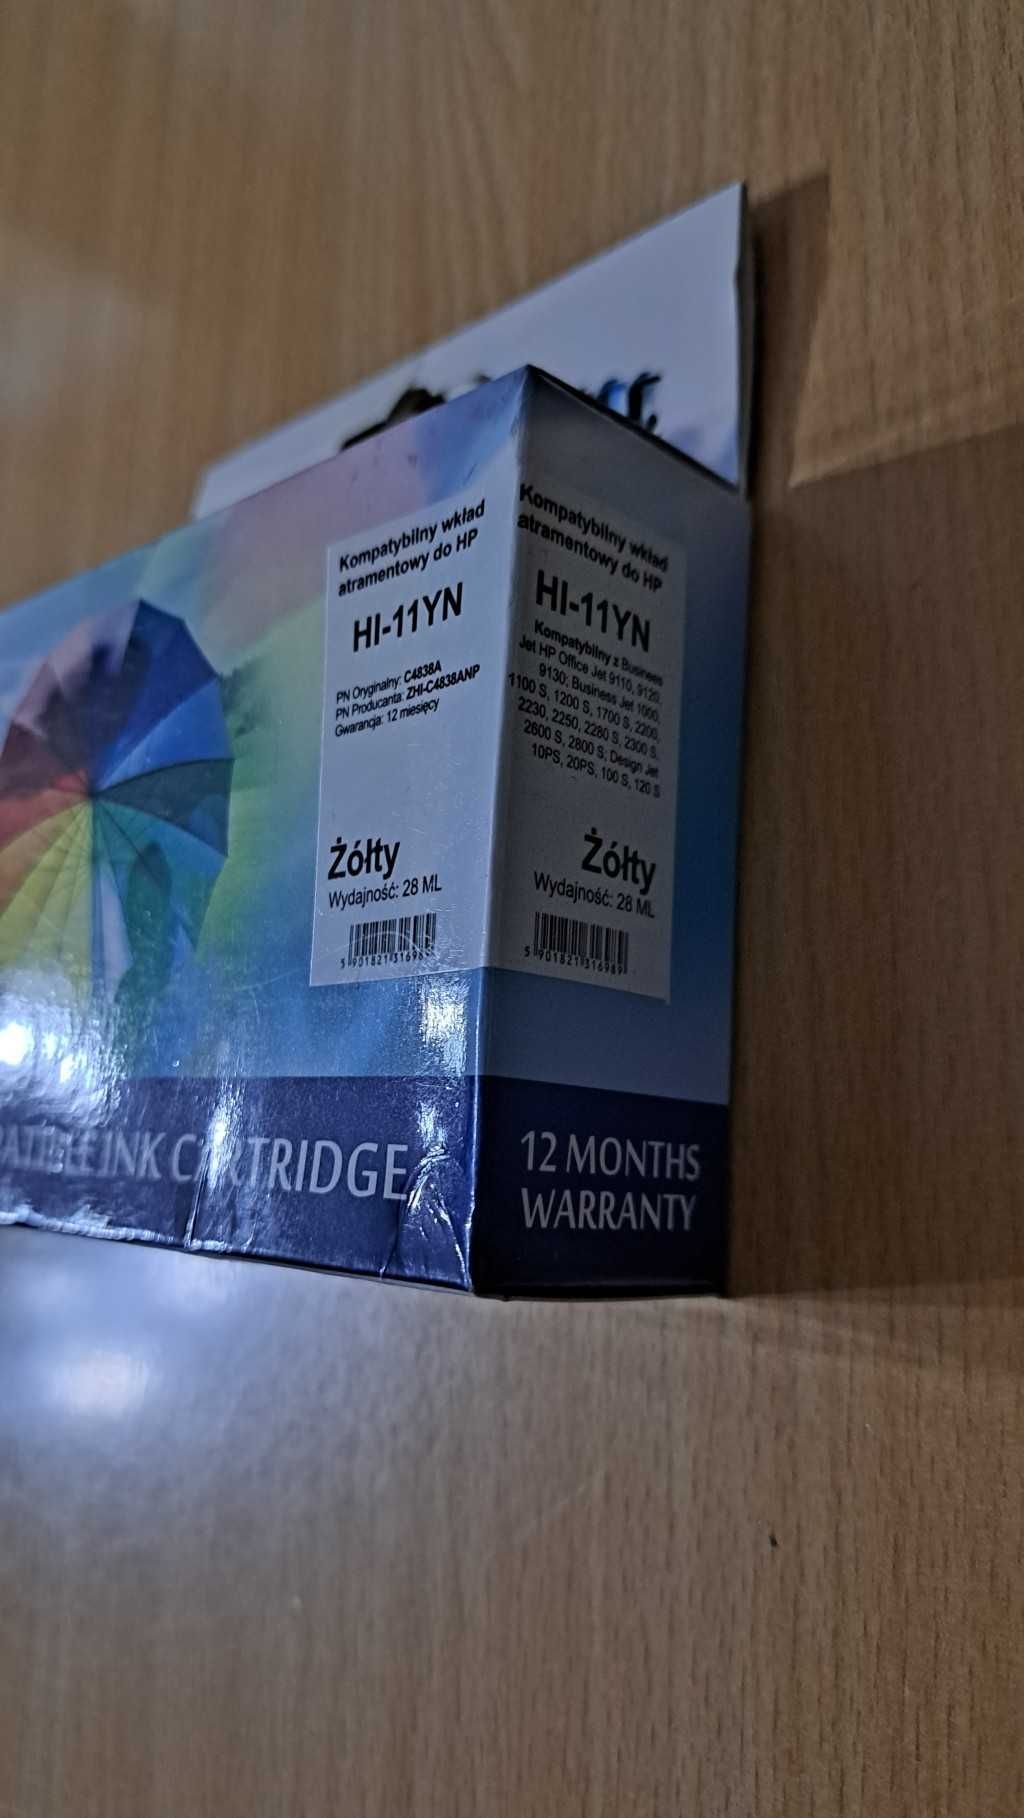 Kompatybilny wkład
atramentowy do HP
HI-11YN
PN Oryginalny: C4838A
PN Producanta: ZHI-C4838ANP
Gwarancja: 12 miesięcy
Żółty
Wydajność: 28 ML
INK CARTRIDGE
Kompatybilny wkład
atramentowy do HP
HI-11YN
Kompatybilny z Business
Jet HP Office Jet 9110, 9120,
9130; Business Jet 1000,
1100 S, 1200 S, 1700 S, 2200,
2230, 2250, 2280 S, 2300 S,
2600 S, 2800 S; Design Jet
10PS, 20PS, 100 S, 120 S
Żółty
Wydajność: 28 ML
5 901821 316989
12 MONTHS
WARRANTY